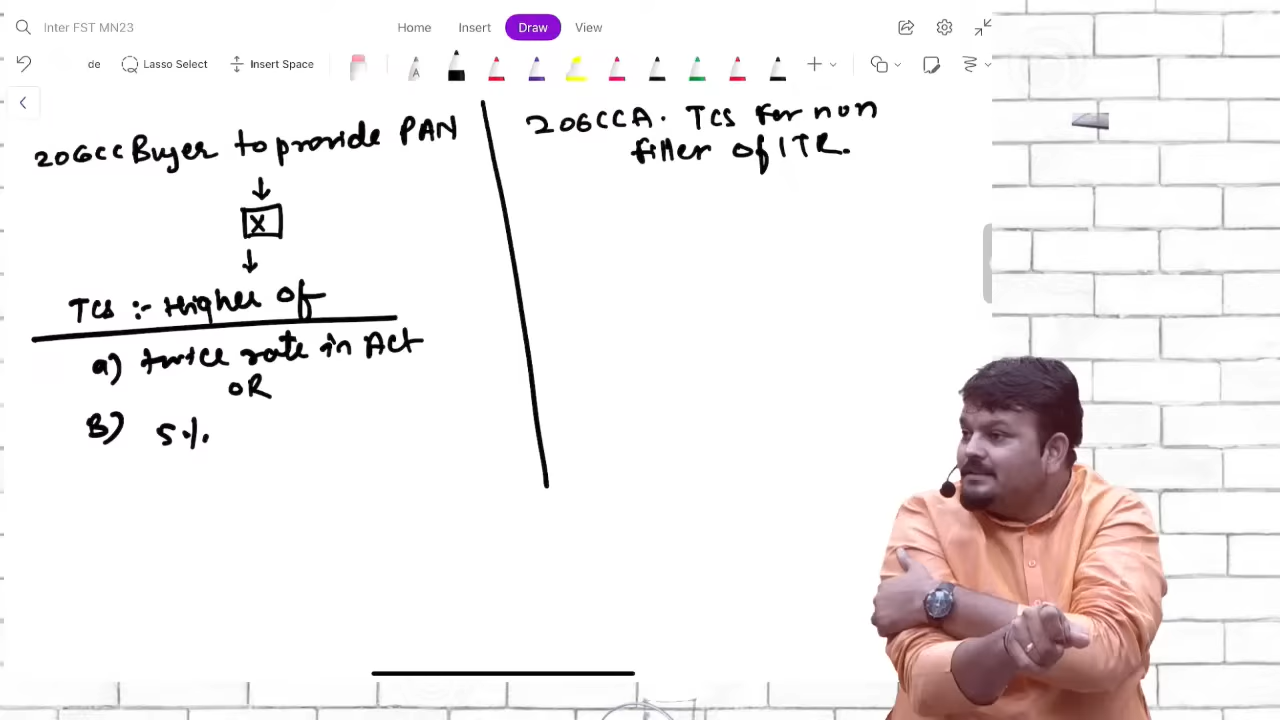 Inter FST MN23
Home Insert Draw View
de Lasso Select Insert Space
206CC Buyer to provide PAN
X
TCS :- Higher of
a) twice rate in Act
OR
B) 5%
206CCA. TCS for non
filler of ITR.